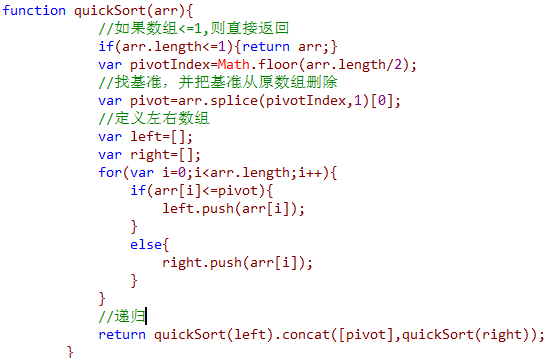 function quickSort(arr){
//如果数组<=1,则直接返回
if(arr.length<=1){return arr;}
var pivotIndex=Math.floor(arr.length/2);
//找基准，并把基准从原数组删除
var pivot=arr.splice(pivotIndex,1)[0];
//定义左右数组
var left=[];
var right=[];
for(var i=0;i<arr.length;i++){
if(arr[i]<=pivot){
left.push(arr[i]);
}
else{
right.push(arr[i]);
}
}
//递归
return quickSort(left).concat([pivot],quickSort(right));
}